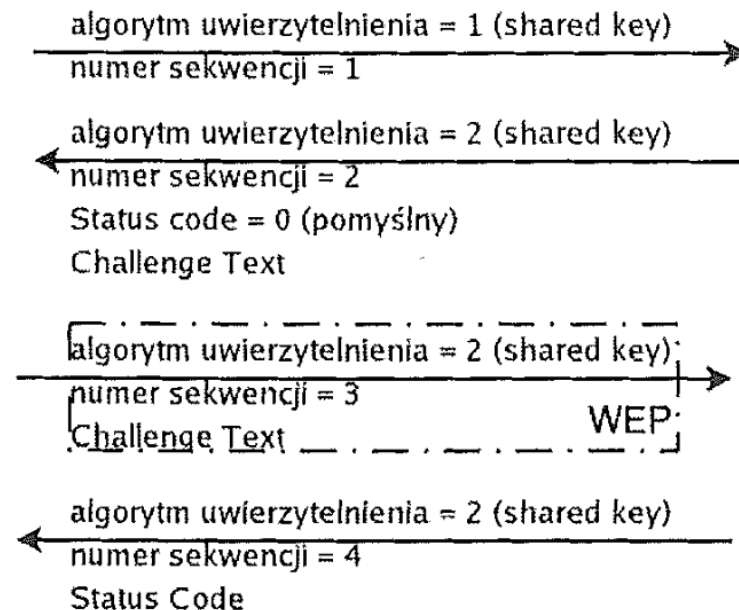 algorytm uwierzytelnienia = 1 (shared key)
numer sekwencji = 1
algorytm uwierzytelnienia = 2 (shared key)
numer sekwencji = 2
Status code = 0 (pomyślny)
Challenge Text
algorytm uwierzytelnienia = 2 (shared key)
numer sekwencji = 3
Challenge Text
WEP
algorytm uwierzytelnienia = 2 (shared key)
numer sekwencji = 4
Status Code